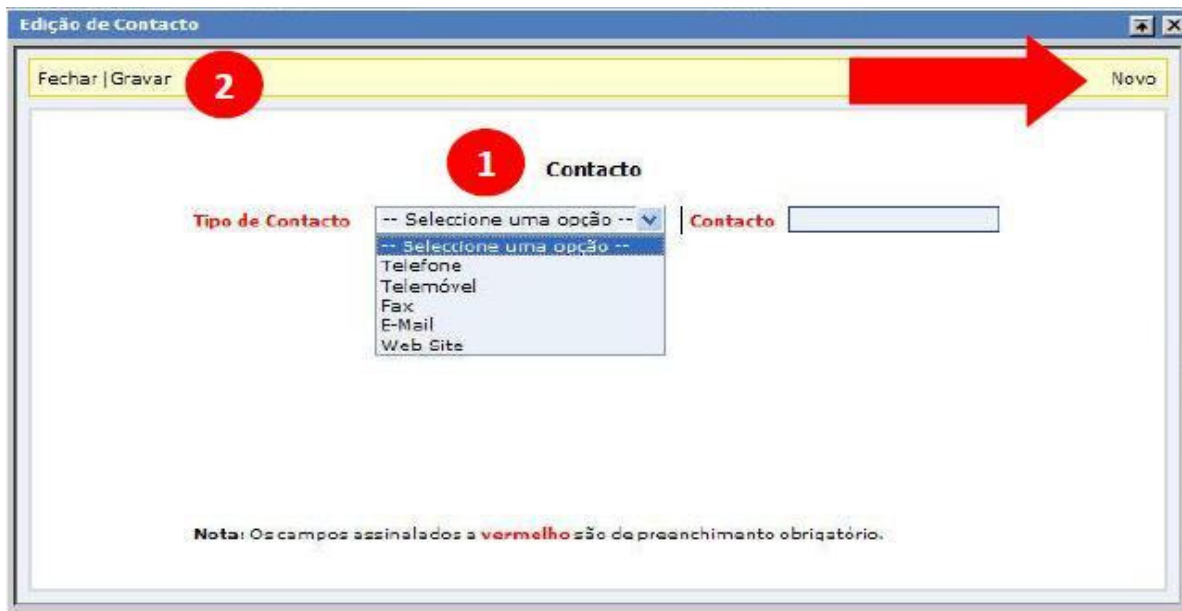 Edição de Contacto
Fechar | Gravar 2 Novo
1 Contacto
Tipo de Contacto -- Seleccione uma opção -- Contacto
-- Seleccione uma opção --
Telefone
Telemóvel
Fax
E-Mail
Web Site
Nota: Os campos assinalados a vermelho são de preenchimento obrigatório.